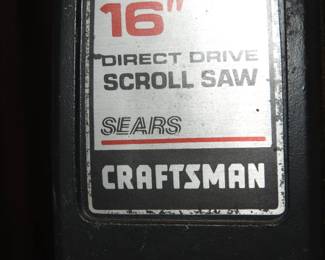 16"
DIRECT DRIVE
SCROLL SAW
SEARS
CRAFTSMAN